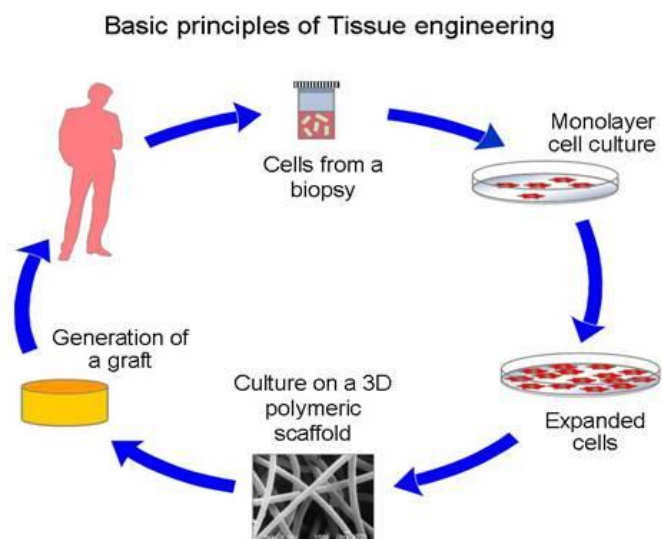 Basic principles of Tissue engineering
Cells from a
biopsy
Monolayer
cell culture
Expanded
cells
Culture on a 3D
polymeric
scaffold
Generation of
a graft